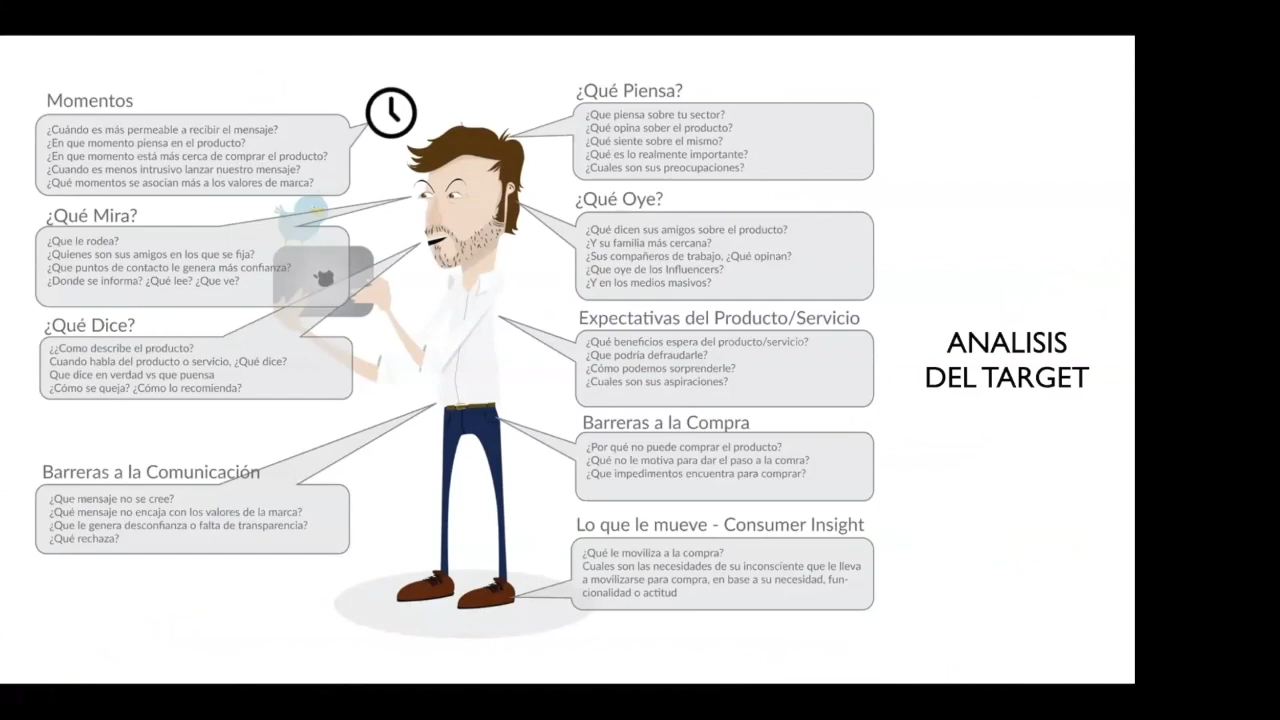 Momentos
¿Cuándo es más permeable a recibir el mensaje?
¿En que momento piensa en el producto?
¿En que momento está más cerca de comprar el producto?
¿Cuando es menos intrusivo lanzar nuestro mensaje?
¿Qué momentos se asocian más a los valores de marca?
¿Qué Mira?
¿Que le rodea?
¿Quienes son sus amigos en los que se fija?
¿Que puntos de contacto le genera más confianza?
¿Donde se informa? ¿Qué lee? ¿Que ve?
¿Qué Dice?
¿¿Como describe el producto?
Cuando habla del producto o servicio, ¿Qué dice?
Que dice en verdad vs que puensa
¿Cómo se queja? ¿Cómo lo recomienda?
Barreras a la Comunicación
¿Que mensaje no se cree?
¿Qué mensaje no encaja con los valores de la marca?
¿Que le genera desconfianza o falta de transparencia?
¿Qué rechaza?
¿Qué Piensa?
¿Que piensa sobre tu sector?
¿Qué opina sober el producto?
¿Qué siente sobre el mismo?
¿Qué es lo realmente importante?
¿Cuales son sus preocupaciones?
¿Qué Oye?
¿Qué dicen sus amigos sobre el producto?
¿Y su familia más cercana?
¿Sus compañeros de trabajo, ¿Qué opinan?
¿Que oye de los Influencers?
¿Y en los medios masivos?
Expectativas del Producto/Servicio
¿Qué beneficios espera del producto/servicio?
¿Que podría defraudarle?
¿Cómo podemos sorprenderle?
¿Cuales son sus aspiraciones?
Barreras a la Compra
¿Por qué no puede comprar el producto?
¿Qué no le motiva para dar el paso a la comra?
¿Que impedimentos encuentra para comprar?
Lo que le mueve - Consumer Insight
¿Qué le moviliza a la compra?
Cuales son las necesidades de su inconsciente que le lleva
a movilizarse para compra, en base a su necesidad, fun-
cionalidad o actitud
ANALISIS
DEL TARGET